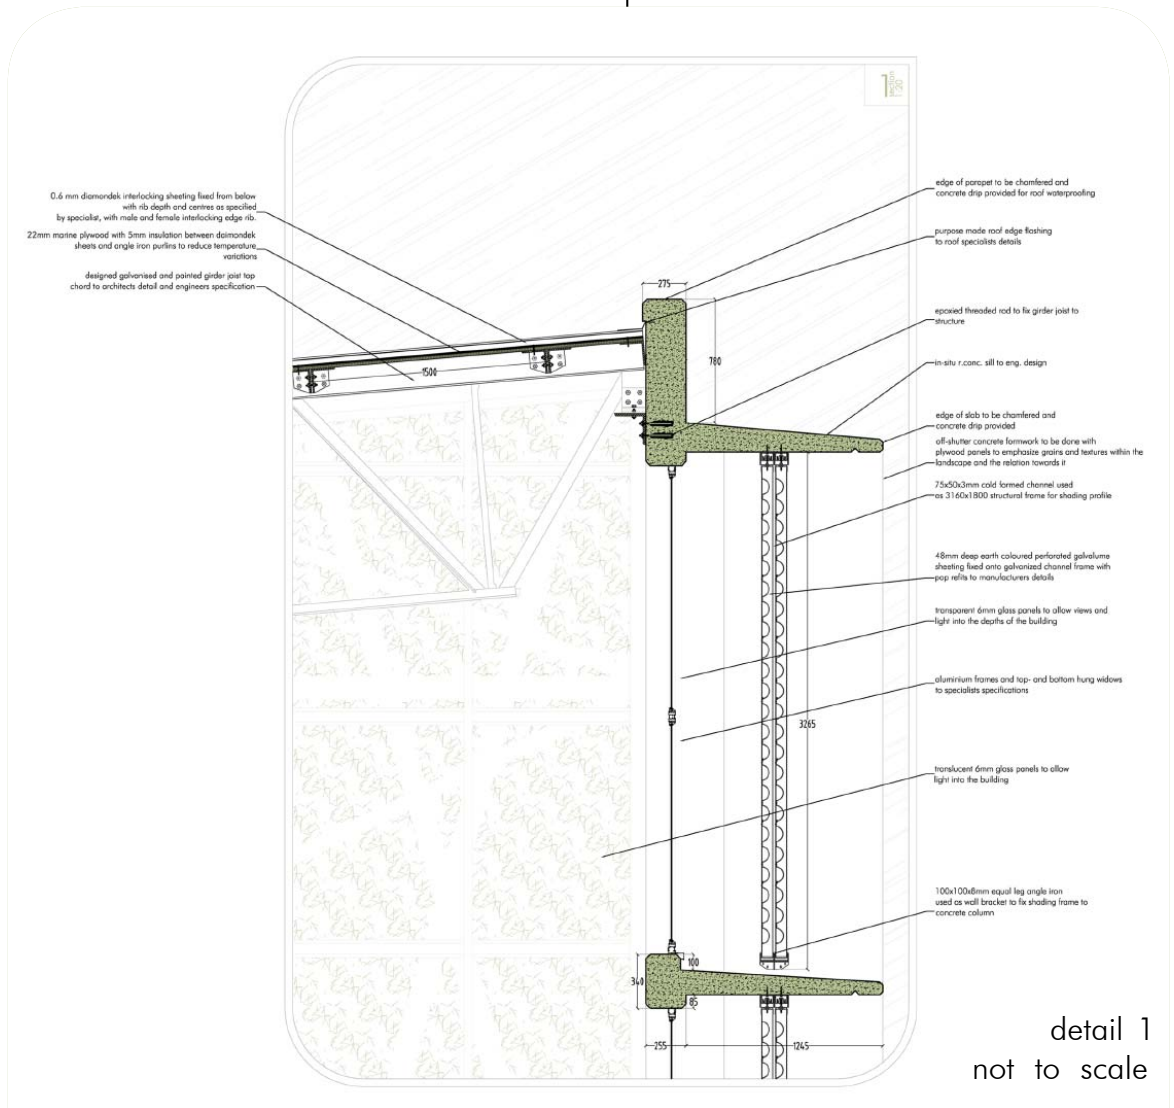 1
section
1:20
0.6 mm diamondek interlocking sheeting fixed from below
with rib depth and centres as specified
by specialist, with male and female interlocking edge rib.
22mm marine plywood with 5mm insulation between daimondek
sheets and angle iron purlins to reduce temperature
variations
designed galvanised and painted girder joist top
chord to architects detail and engineers specification
edge of parapet to be chamfered and
concrete drip provided for roof waterproofing
purpose made roof edge flashing
to roof specialists details
epoxied threaded rod to fix girder joist to
structure
in-situ r.conc. sill to eng. design
edge of slab to be chamfered and
concrete drip provided
off-shutter concrete formwork to be done with
plywood panels to emphasize grains and textures within the
landscape and the relation towards it
75x50x3mm cold formed channel used
as 3160x1800 structural frame for shading profile
48mm deep earth coloured perforated galvalume
sheeting fixed onto galvanized channel frame with
pop refits to manufacturers details
transparent 6mm glass panels to allow views and
light into the depths of the building
aluminium frames and top- and bottom hung widows
to specialists specifications
translucent 6mm glass panels to allow
light into the building
100x100x8mm equal leg angle iron
used as wall bracket to fix shading frame to
concrete column
275
780
1500
3265
100
340
85
255
1245
detail 1
not to scale